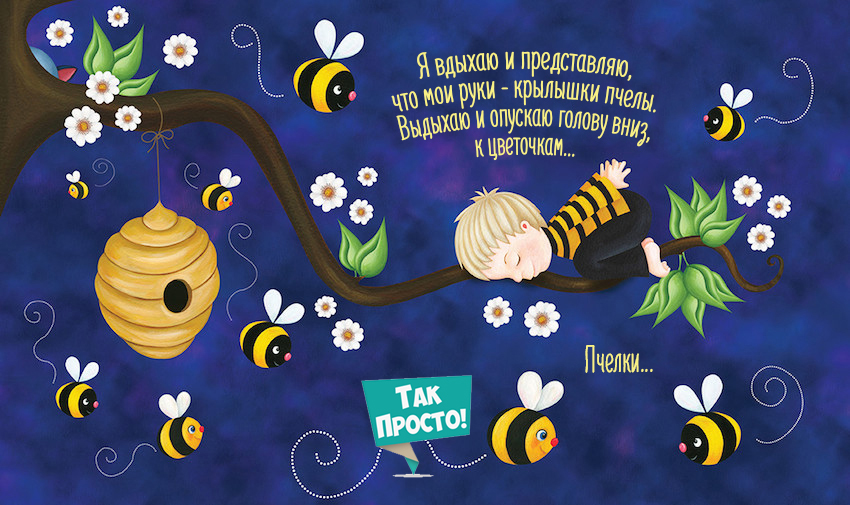 Я вдыхаю и представляю,
что мои руки - крылышки пчелы.
Выдыхаю и опускаю голову вниз,
к цветочкам...
Пчелки...
Так
Просто!